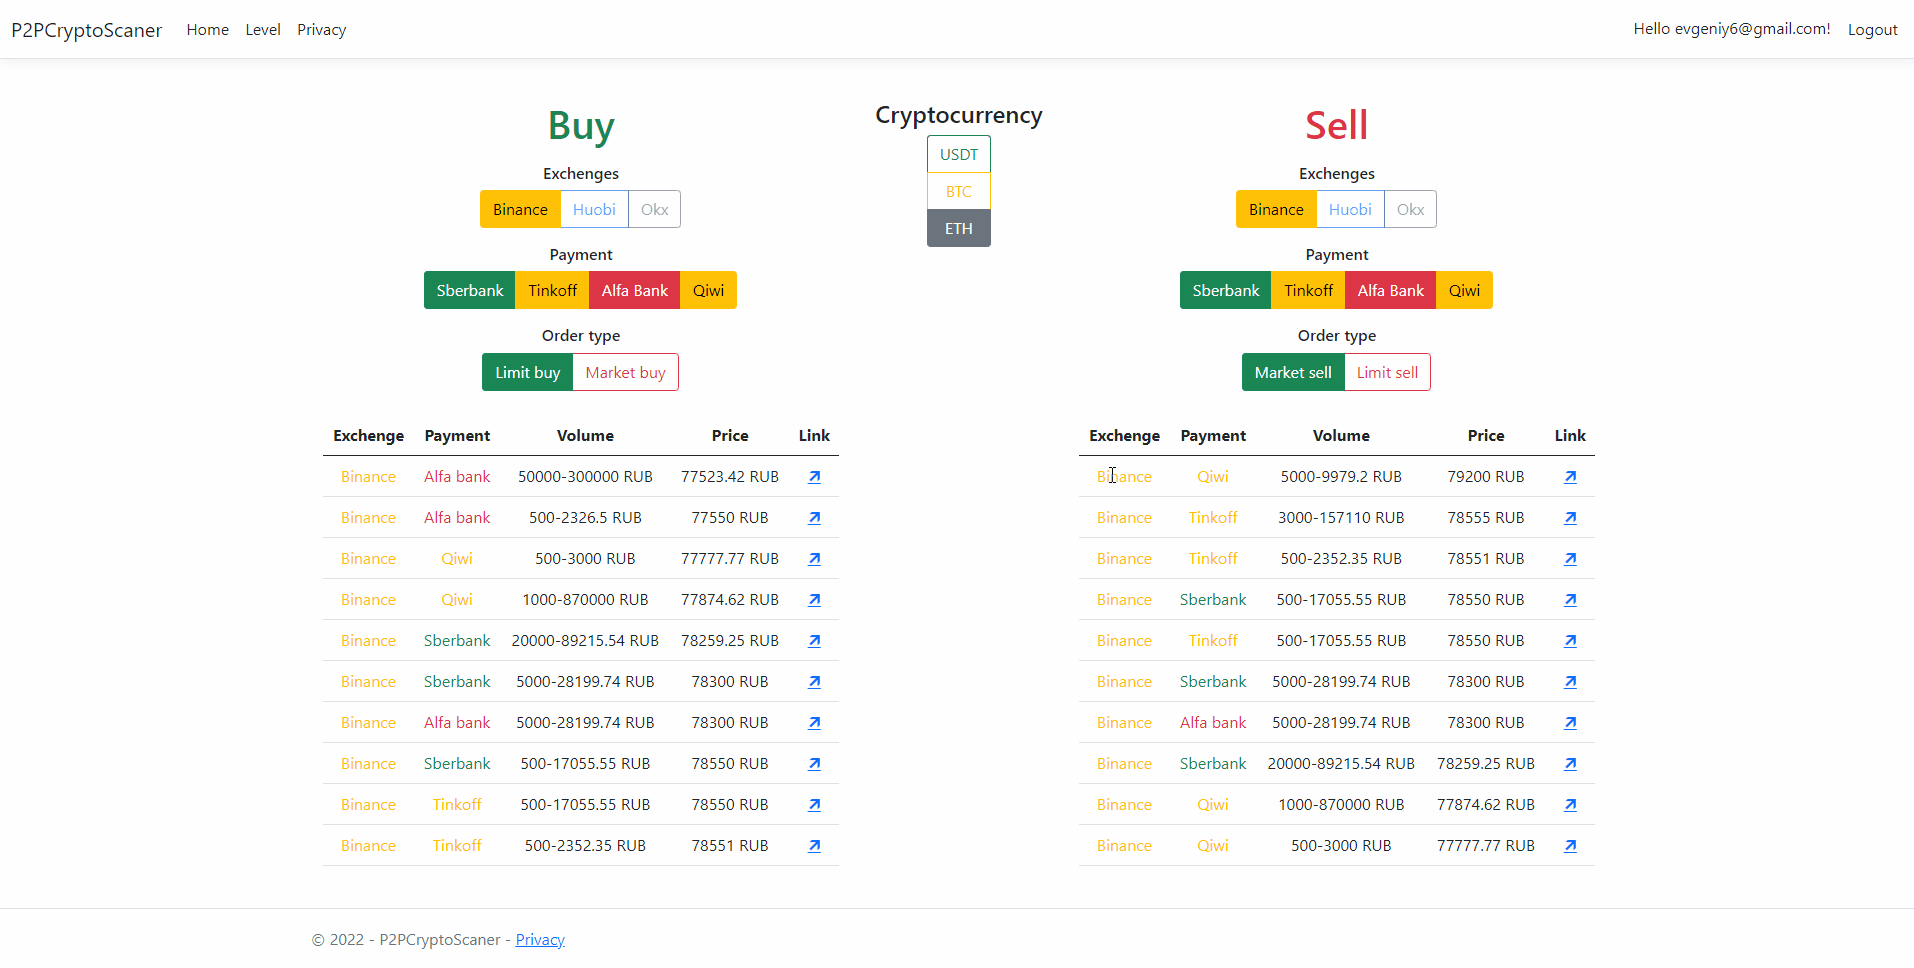 P2PCryptoScaner Home Level Privacy Hello evgeniy6@gmail.com! Logout
Buy
Exchenges
Binance Huobi Okx
Payment
Sberbank Tinkoff Alfa Bank Qiwi
Order type
Limit buy Market buy
Exchenge Payment Volume Price Link
Binance Alfa bank 50000-300000 RUB 77523.42 RUB
Binance Alfa bank 500-2326.5 RUB 77550 RUB
Binance Qiwi 500-3000 RUB 77777.77 RUB
Binance Qiwi 1000-870000 RUB 77874.62 RUB
Binance Sberbank 20000-89215.54 RUB 78259.25 RUB
Binance Sberbank 5000-28199.74 RUB 78300 RUB
Binance Alfa bank 5000-28199.74 RUB 78300 RUB
Binance Sberbank 500-17055.55 RUB 78550 RUB
Binance Tinkoff 500-17055.55 RUB 78550 RUB
Binance Tinkoff 500-2352.35 RUB 78551 RUB
Cryptocurrency
USDT
BTC
ETH
Sell
Exchenges
Binance Huobi Okx
Payment
Sberbank Tinkoff Alfa Bank Qiwi
Order type
Market sell Limit sell
Exchenge Payment Volume Price Link
Binance Qiwi 5000-9979.2 RUB 79200 RUB
Binance Tinkoff 3000-157110 RUB 78555 RUB
Binance Tinkoff 500-2352.35 RUB 78551 RUB
Binance Sberbank 500-17055.55 RUB 78550 RUB
Binance Tinkoff 500-17055.55 RUB 78550 RUB
Binance Sberbank 5000-28199.74 RUB 78300 RUB
Binance Alfa bank 5000-28199.74 RUB 78300 RUB
Binance Sberbank 20000-89215.54 RUB 78259.25 RUB
Binance Qiwi 1000-870000 RUB 77874.62 RUB
Binance Qiwi 500-3000 RUB 77777.77 RUB
© 2022 - P2PCryptoScaner - Privacy